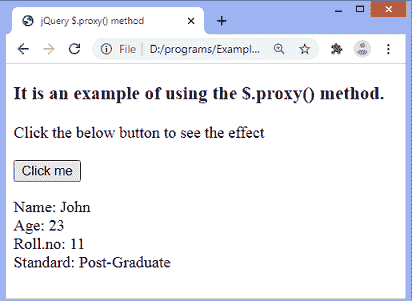 jQuery $.proxy() method
File
D:/programs/Exampl...
It is an example of using the $.proxy() method.
Click the below button to see the effect
Click me
Name: John
Age: 23
Roll.no: 11
Standard: Post-Graduate